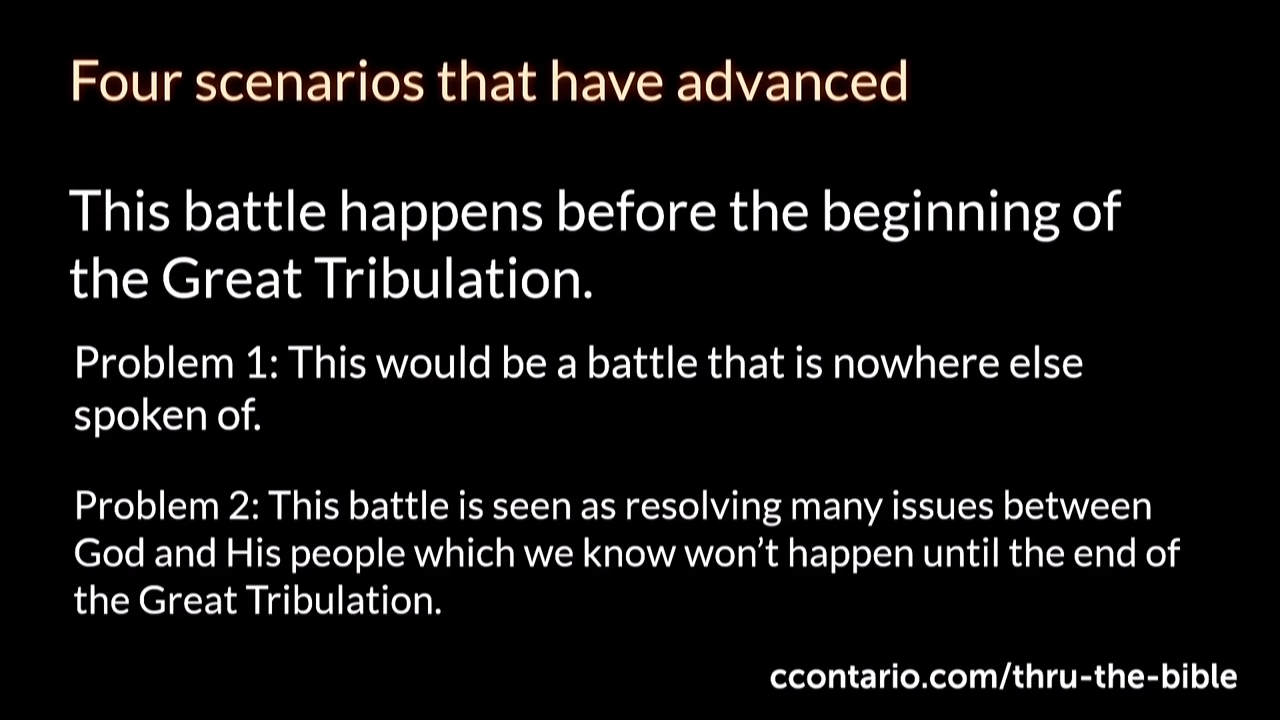 Four scenarios that have advanced
This battle happens before the beginning of
the Great Tribulation.
Problem 1: This would be a battle that is nowhere else
spoken of.
Problem 2: This battle is seen as resolving many issues between
God and His people which we know won’t happen until the end of
the Great Tribulation.
ccontario.com/thru-the-bible